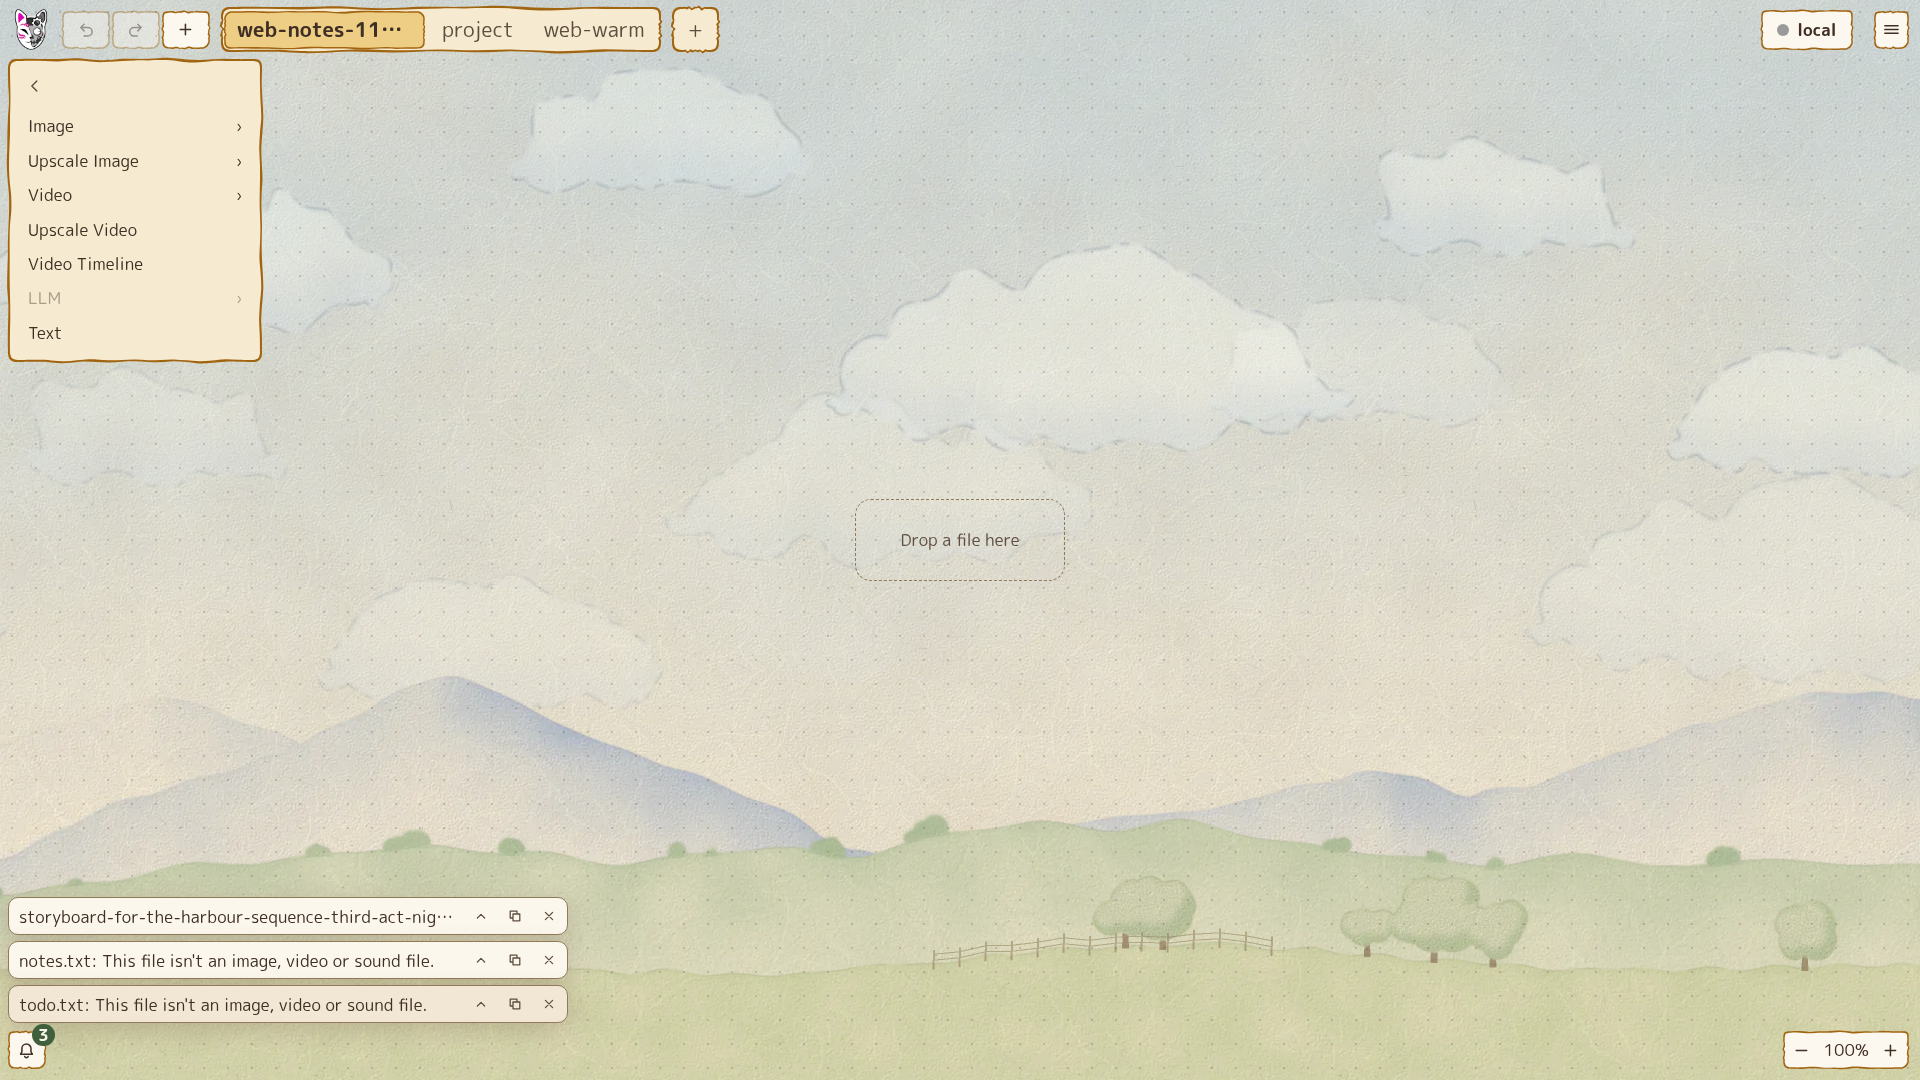 web-notes-11…
project
web-warm
local
Image
Upscale Image
Video
Upscale Video
Video Timeline
LLM
Text
Drop a file here
storyboard-for-the-harbour-sequence-third-act-nig…
notes.txt: This file isn't an image, video or sound file.
todo.txt: This file isn't an image, video or sound file.
3
100%